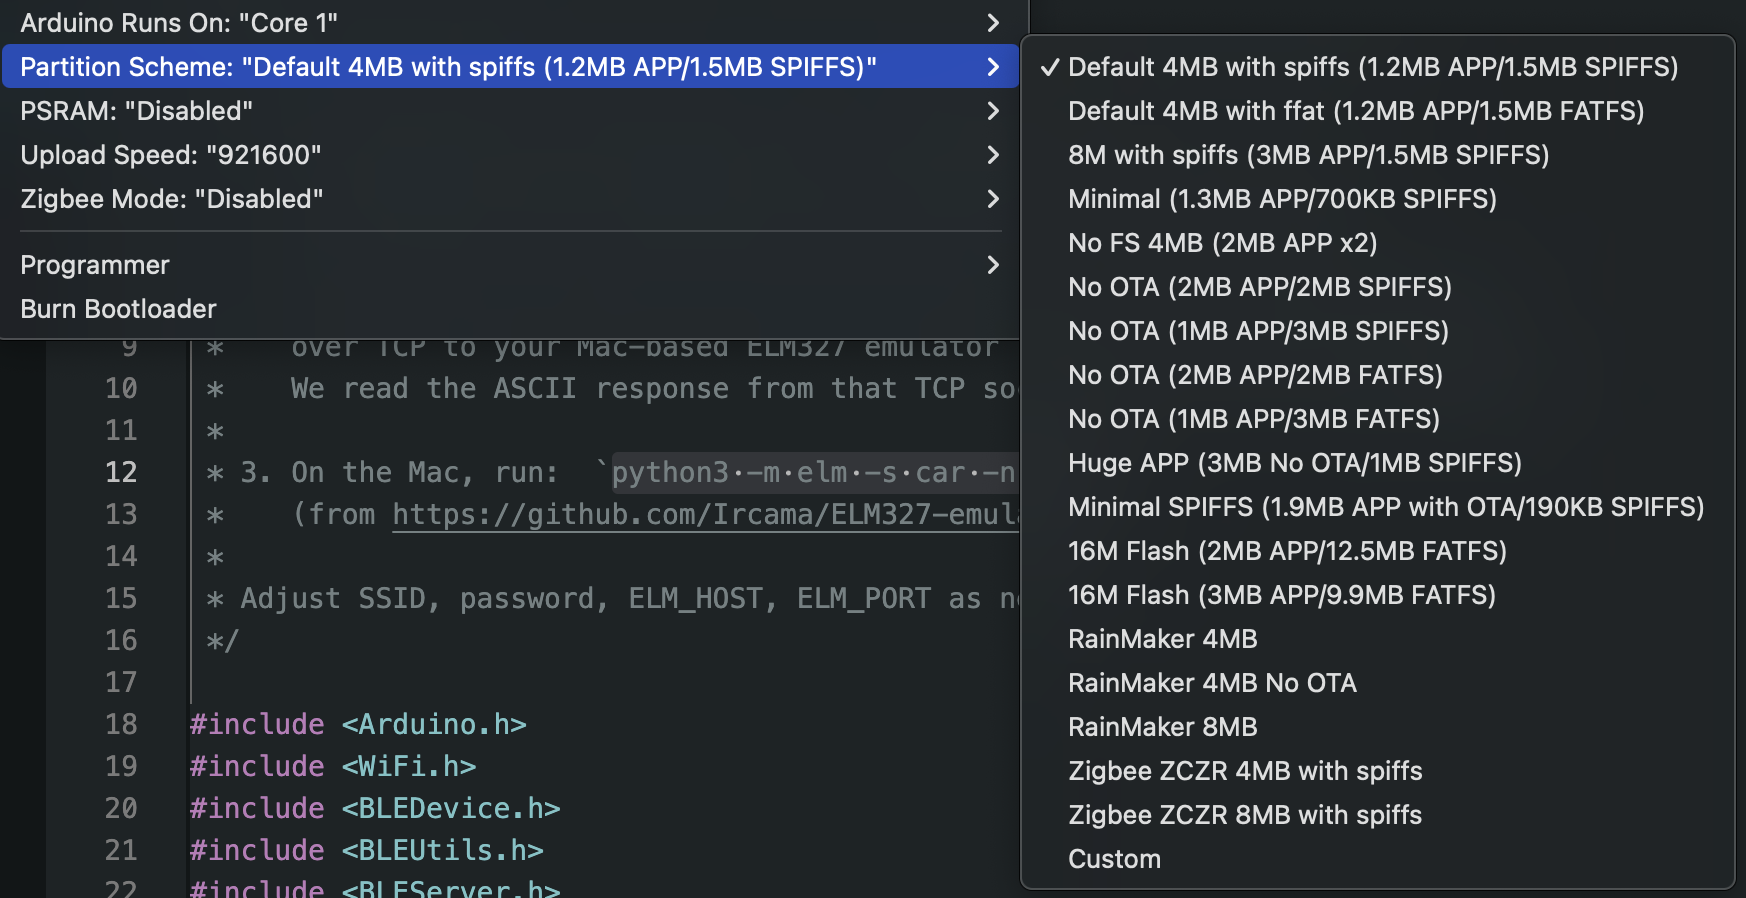 Arduino Runs On: "Core 1"
Partition Scheme: "Default 4MB with spiffs (1.2MB APP/1.5MB SPIFFS)"
PSRAM: "Disabled"
Upload Speed: "921600"
Zigbee Mode: "Disabled"
Programmer
Burn Bootloader
✓ Default 4MB with spiffs (1.2MB APP/1.5MB SPIFFS)
Default 4MB with ffat (1.2MB APP/1.5MB FATFS)
8M with spiffs (3MB APP/1.5MB SPIFFS)
Minimal (1.3MB APP/700KB SPIFFS)
No FS 4MB (2MB APP x2)
No OTA (2MB APP/2MB SPIFFS)
No OTA (1MB APP/3MB SPIFFS)
No OTA (2MB APP/2MB FATFS)
No OTA (1MB APP/3MB FATFS)
Huge APP (3MB No OTA/1MB SPIFFS)
Minimal SPIFFS (1.9MB APP with OTA/190KB SPIFFS)
16M Flash (2MB APP/12.5MB FATFS)
16M Flash (3MB APP/9.9MB FATFS)
RainMaker 4MB
RainMaker 4MB No OTA
RainMaker 8MB
Zigbee ZCZR 4MB with spiffs
Zigbee ZCZR 8MB with spiffs
Custom
9 * over TCP to your Mac-based ELM327 emulator
10 * We read the ASCII response from that TCP
11 *
12 * 3. On the Mac, run: `python3 -m elm -s car -n
13 * (from https://github.com/Ircama/ELM327-emul
14 *
15 * Adjust SSID, password, ELM_HOST, ELM_PORT as
16 */
17
18 #include <Arduino.h>
19 #include <WiFi.h>
20 #include <BLEDevice.h>
21 #include <BLEUtils.h>
22 #include <BLEServer.h>